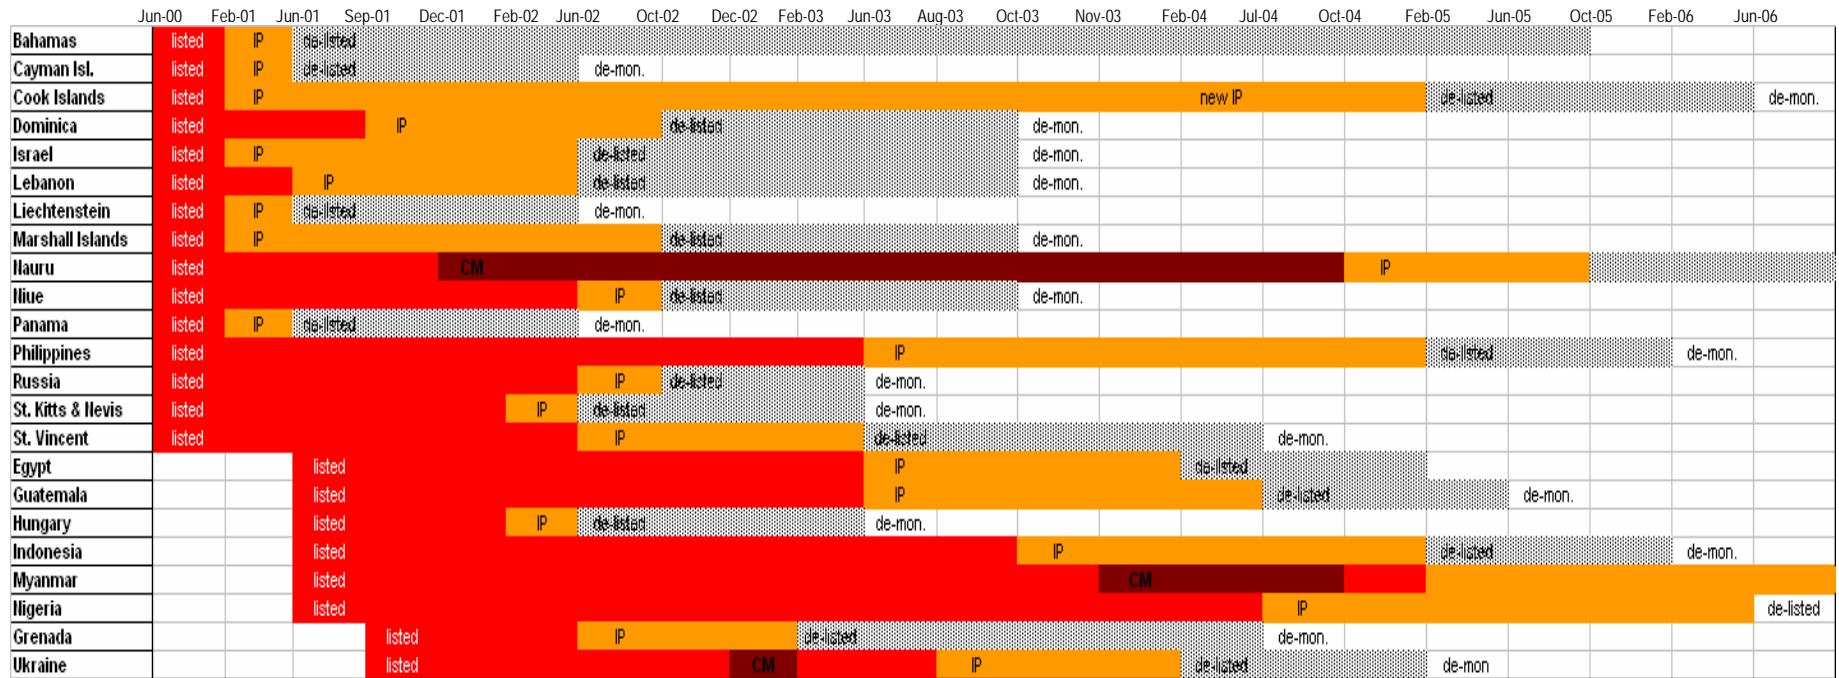 Jun-00 Feb-01 Jun-01 Sep-01 Dec-01 Feb-02 Jun-02 Oct-02 Dec-02 Feb-03 Jun-03 Aug-03 Oct-03 Nov-03 Feb-04 Jul-04 Oct-04 Feb-05 Jun-05 Oct-05 Feb-06 Jun-06
Bahamas listed IP de-listed
Cayman Isl. listed IP de-listed de-mon.
Cook Islands listed IP new IP de-listed de-mon.
Dominica listed IP de-listed de-mon.
Israel listed IP de-listed de-mon.
Lebanon listed IP de-listed de-mon.
Liechtenstein listed IP de-listed de-mon.
Marshall Islands listed IP de-listed de-mon.
Nauru listed CM IP
Niue listed IP de-listed de-mon.
Panama listed IP de-listed de-mon.
Philippines listed IP de-listed de-mon.
Russia listed IP de-listed de-mon.
St. Kitts & Nevis listed IP de-listed de-mon.
St. Vincent listed IP de-listed de-mon.
Egypt listed IP de-listed
Guatemala listed IP de-listed de-mon.
Hungary listed IP de-listed de-mon.
Indonesia listed IP de-listed de-mon.
Myanmar listed CM
Nigeria listed IP de-listed
Grenada listed IP de-listed de-mon.
Ukraine listed CM IP de-listed de-mon